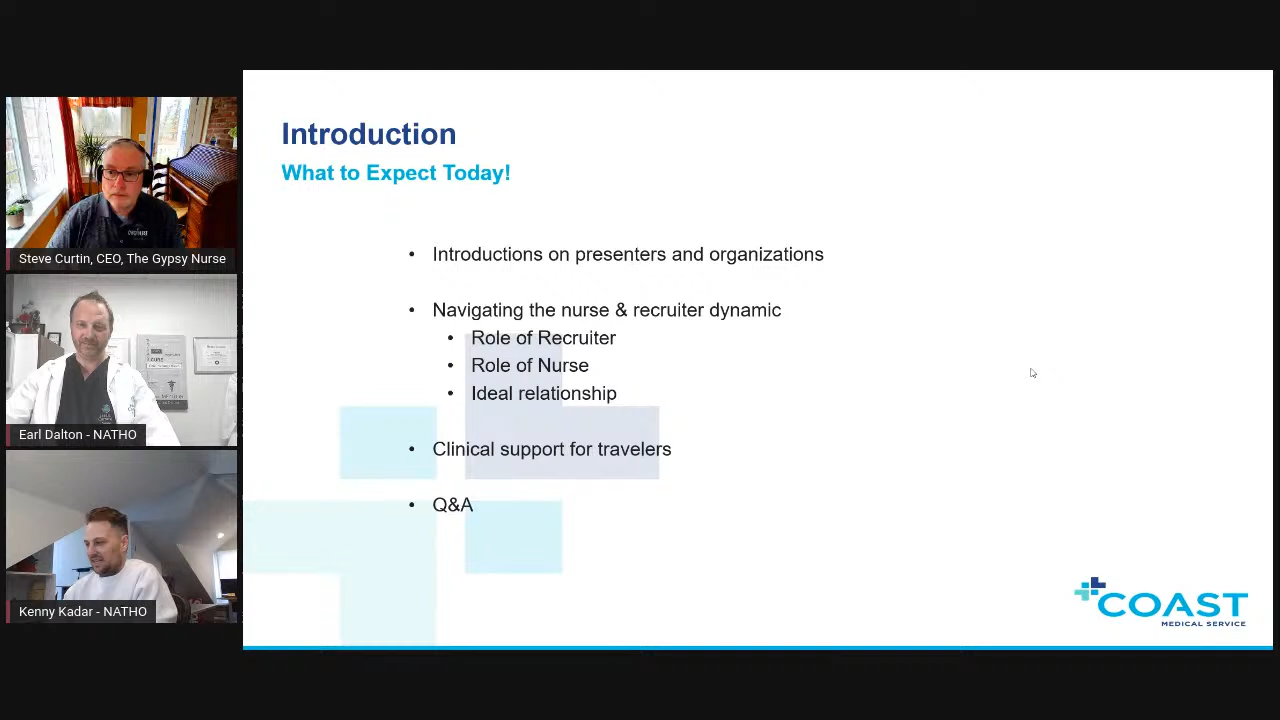 Introduction
What to Expect Today!
• Introductions on presenters and organizations
• Navigating the nurse & recruiter dynamic
• Role of Recruiter
• Role of Nurse
• Ideal relationship
• Clinical support for travelers
• Q&A
COAST
MEDICAL SERVICE
Steve Curtin, CEO, The Gypsy Nurse
Earl Dalton - NATHO
Kenny Kadar - NATHO